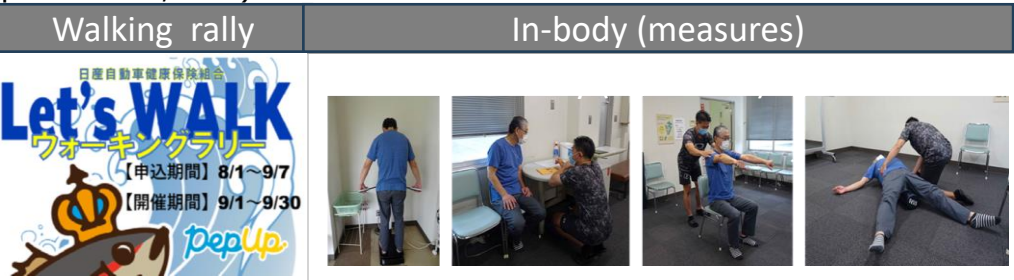 Walking rally
In-body (measures)
日産自動車健康保険組合
Let's WALK
ウォーキングラリー
【申込期間】8/1～9/7
【開催期間】9/1～9/30
pepUp